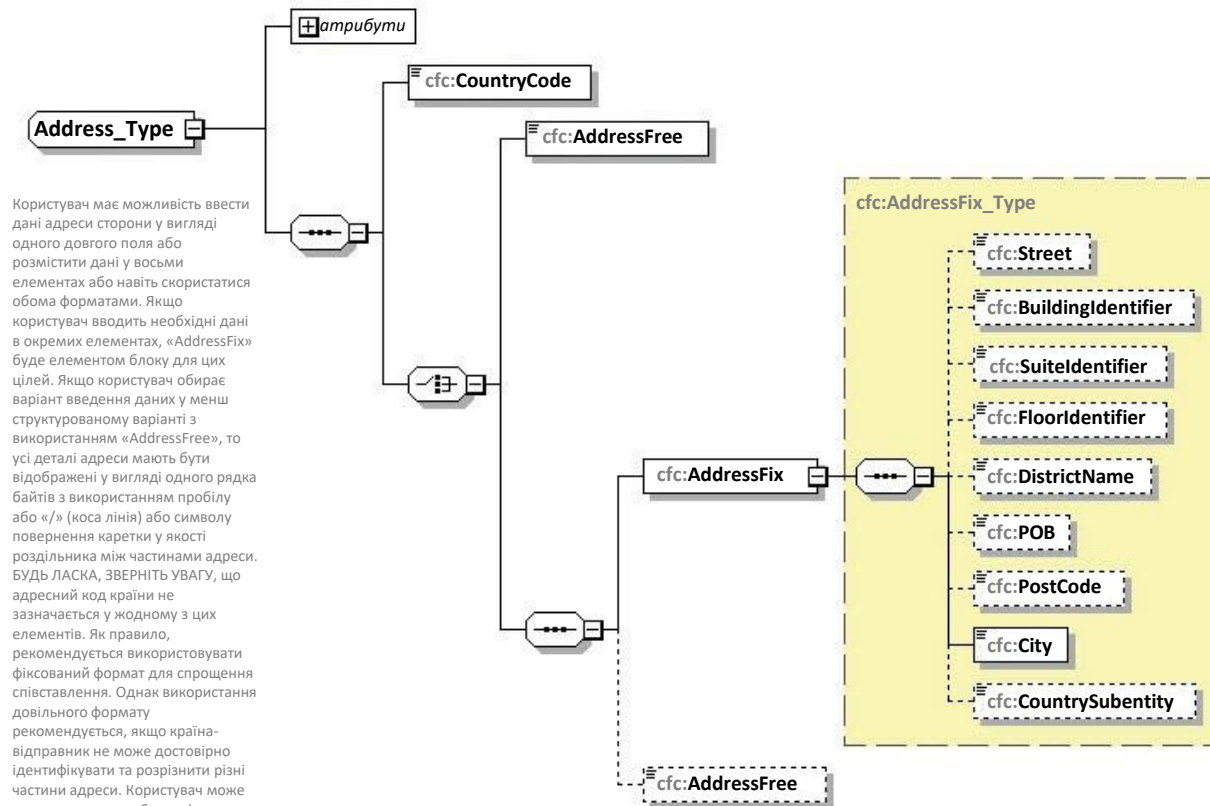 атрибути
cfc:CountryCode
Address_Type
cfc:AddressFree
Користувач має можливість ввести
дані адреси сторони у вигляді
одного довгого поля або
розмістити дані у восьми
елементах або навіть скористатися
обома форматами. Якщо
користувач вводить необхідні дані
в окремих елементах, «AddressFix»
буде елементом блоку для цих
цілей. Якщо користувач обирає
варіант введення даних у менш
структурованому варіанті з
використанням «AddressFree», то
усі деталі адреси мають бути
відображені у вигляді одного рядка
байтів з використанням пробілу
або «/» (коса лінія) або символу
повернення каретки у якості
роздільника між частинами адреси.
БУДЬ ЛАСКА, ЗВЕРНІТЬ УВАГУ, що
адресний код країни не
зазначається у жодному з цих
елементів. Як правило,
рекомендується використовувати
фіксований формат для спрощення
співставлення. Однак використання
довільного формату
рекомендується, якщо країна-
відправник не може достовірно
ідентифікувати та розрізнити різні
частини адреси. Користувач може
cfc:AddressFix_Type
cfc:Street
cfc:BuildingIdentifier
cfc:SuiteIdentifier
cfc:FloorIdentifier
cfc:AddressFix
cfc:DistrictName
cfc:POB
cfc:PostCode
cfc:City
cfc:CountrySubentity
cfc:AddressFree